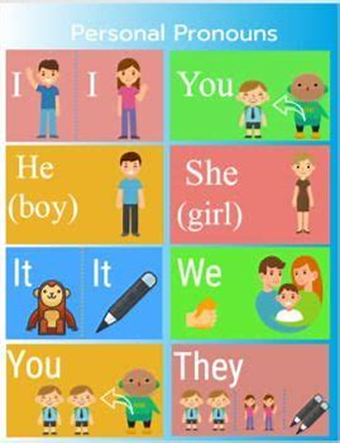 Personal Pronouns
I I
You
He
(boy)
She
(girl)
It It
We
You
They